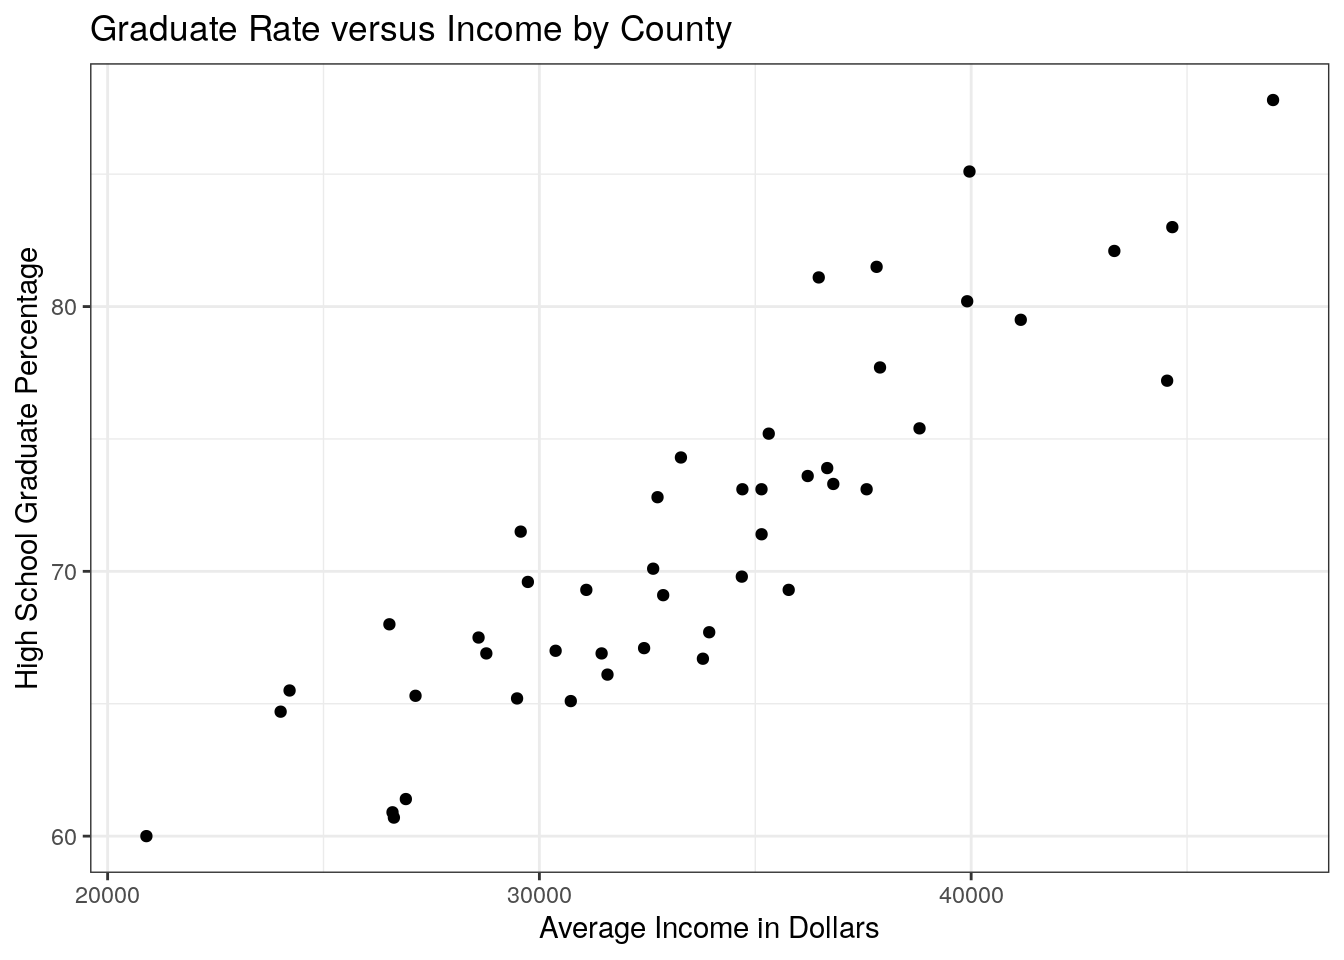 Graduate Rate versus Income by County
High School Graduate Percentage
80
70
60
20000 30000 40000
Average Income in Dollars